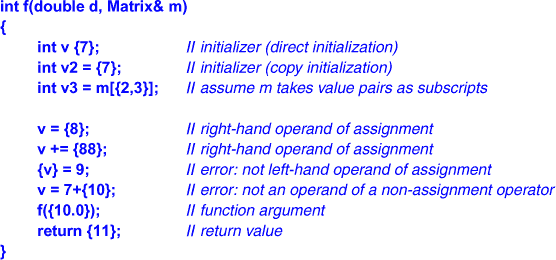 int f(double d, Matrix& m)
{
int v {7}; // initializer (direct initialization)
int v2 = {7}; // initializer (copy initialization)
int v3 = m[{2,3}]; // assume m takes value pairs as subscripts
v = {8}; // right-hand operand of assignment
v += {88}; // right-hand operand of assignment
{v} = 9; // error: not left-hand operand of assignment
v = 7+{10}; // error: not an operand of a non-assignment operator
f({10.0}); // function argument
return {11}; // return value
}